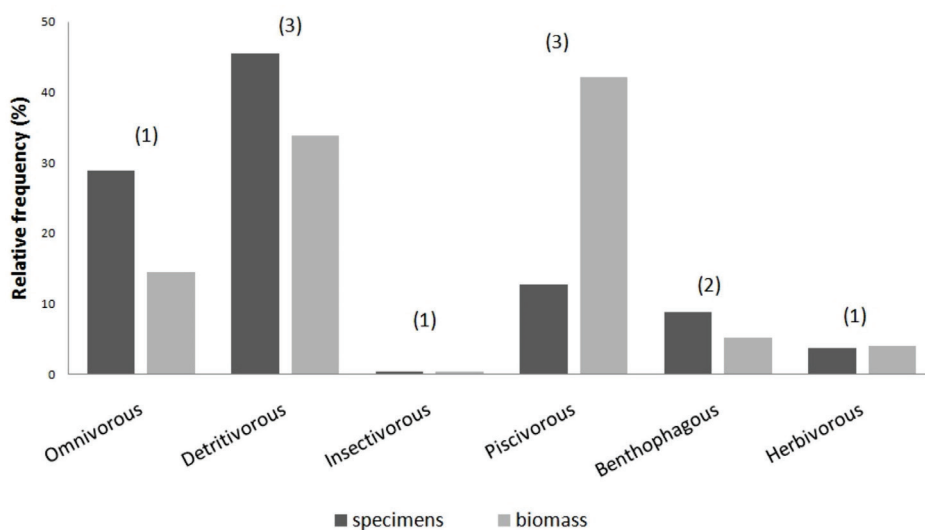 Relative frequency (%)
50
40
30
20
10
0
(1)
(3)
(1)
(3)
(2)
(1)
Omnivorous
Detritivorous
Insectivorous
Piscivorous
Benthophagous
Herbivorous
specimens biomass